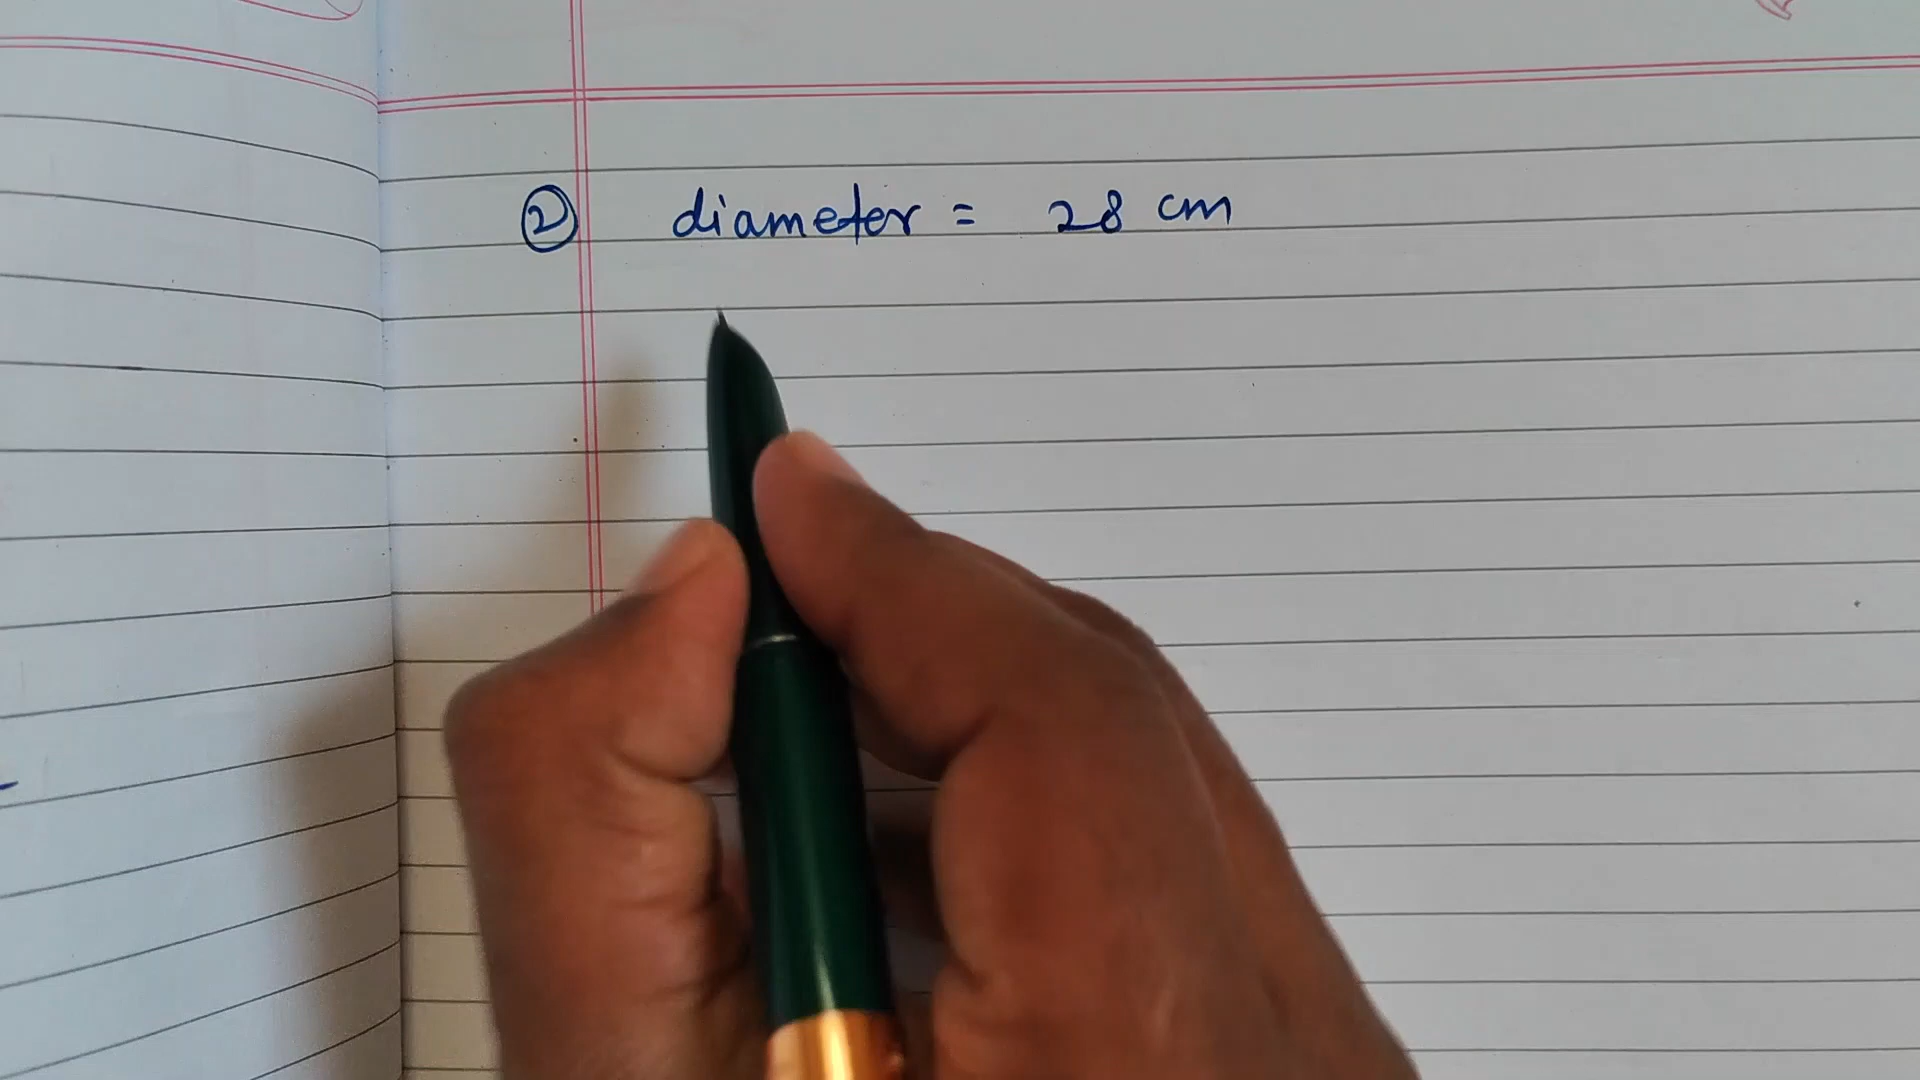 ② diameter = 28 cm